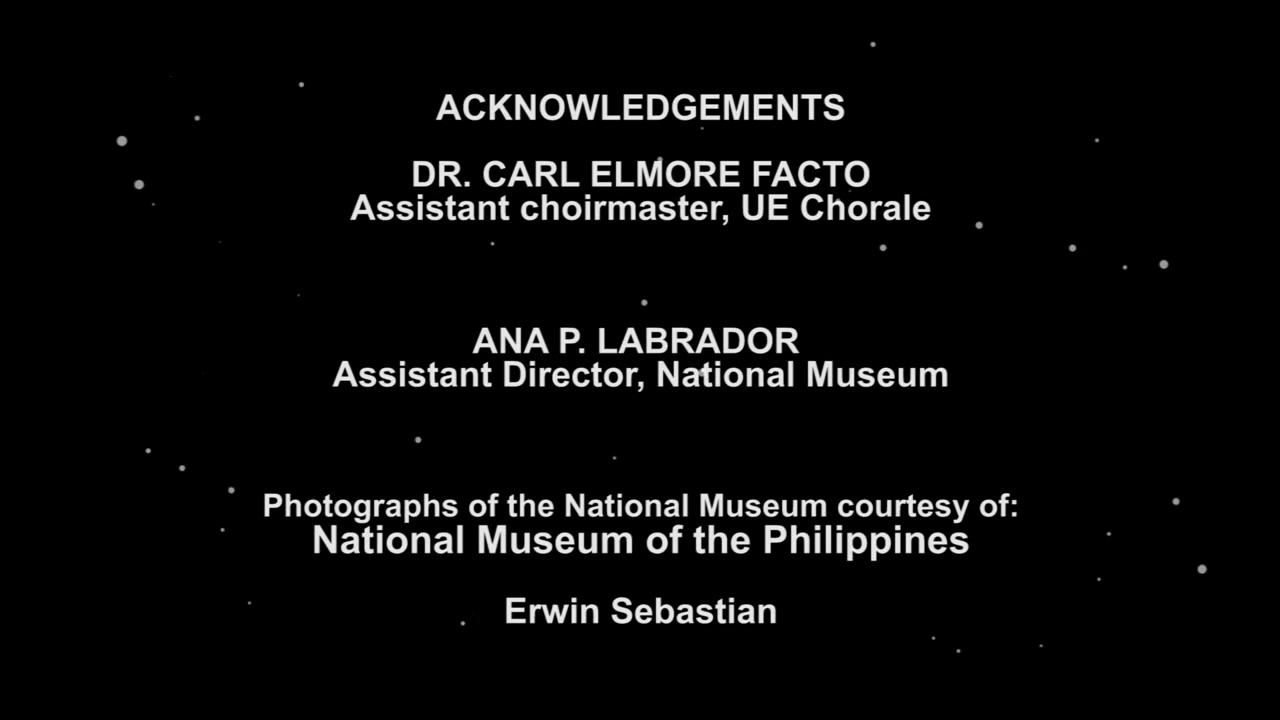 ACKNOWLEDGEMENTS
DR. CARL ELMORE FACTO
Assistant choirmaster, UE Chorale
ANA P. LABRADOR
Assistant Director, National Museum
Photographs of the National Museum courtesy of:
National Museum of the Philippines
Erwin Sebastian